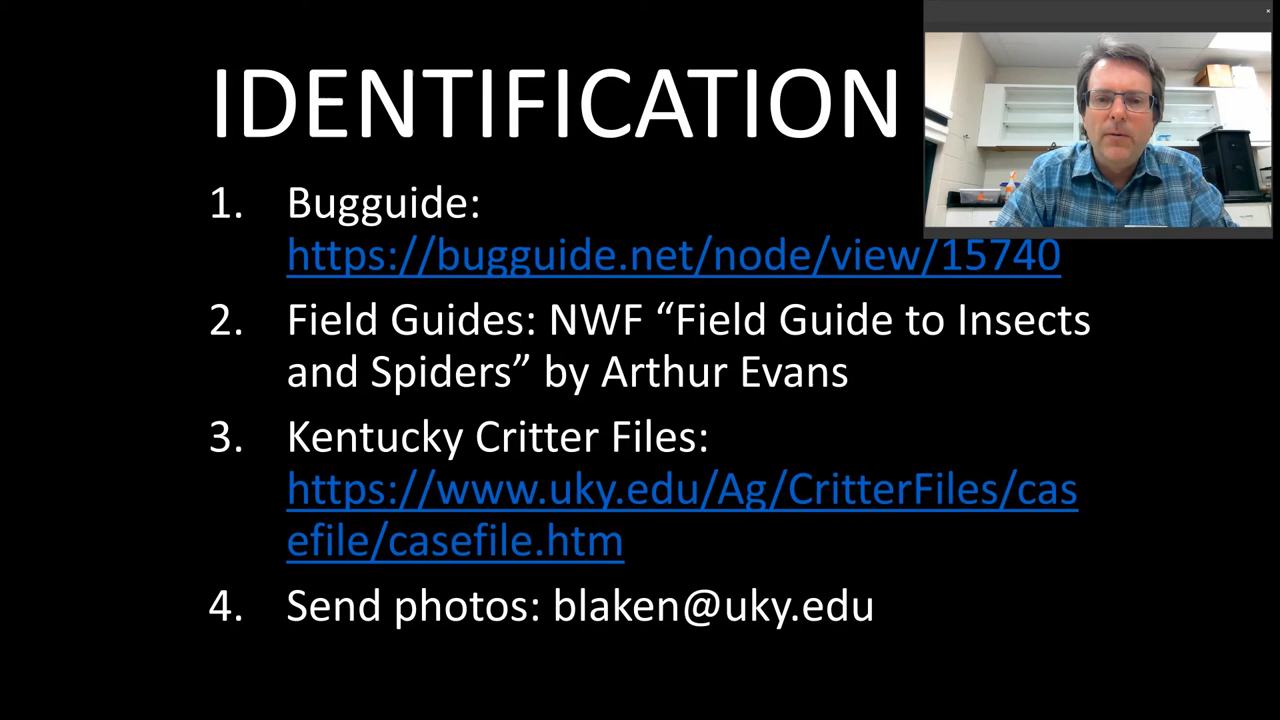 IDENTIFICATION
1. Bugguide:
https://bugguide.net/node/view/15740
2. Field Guides: NWF “Field Guide to Insects
and Spiders” by Arthur Evans
3. Kentucky Critter Files:
https://www.uky.edu/Ag/CritterFiles/cas
efile/casefile.htm
4. Send photos: blaken@uky.edu